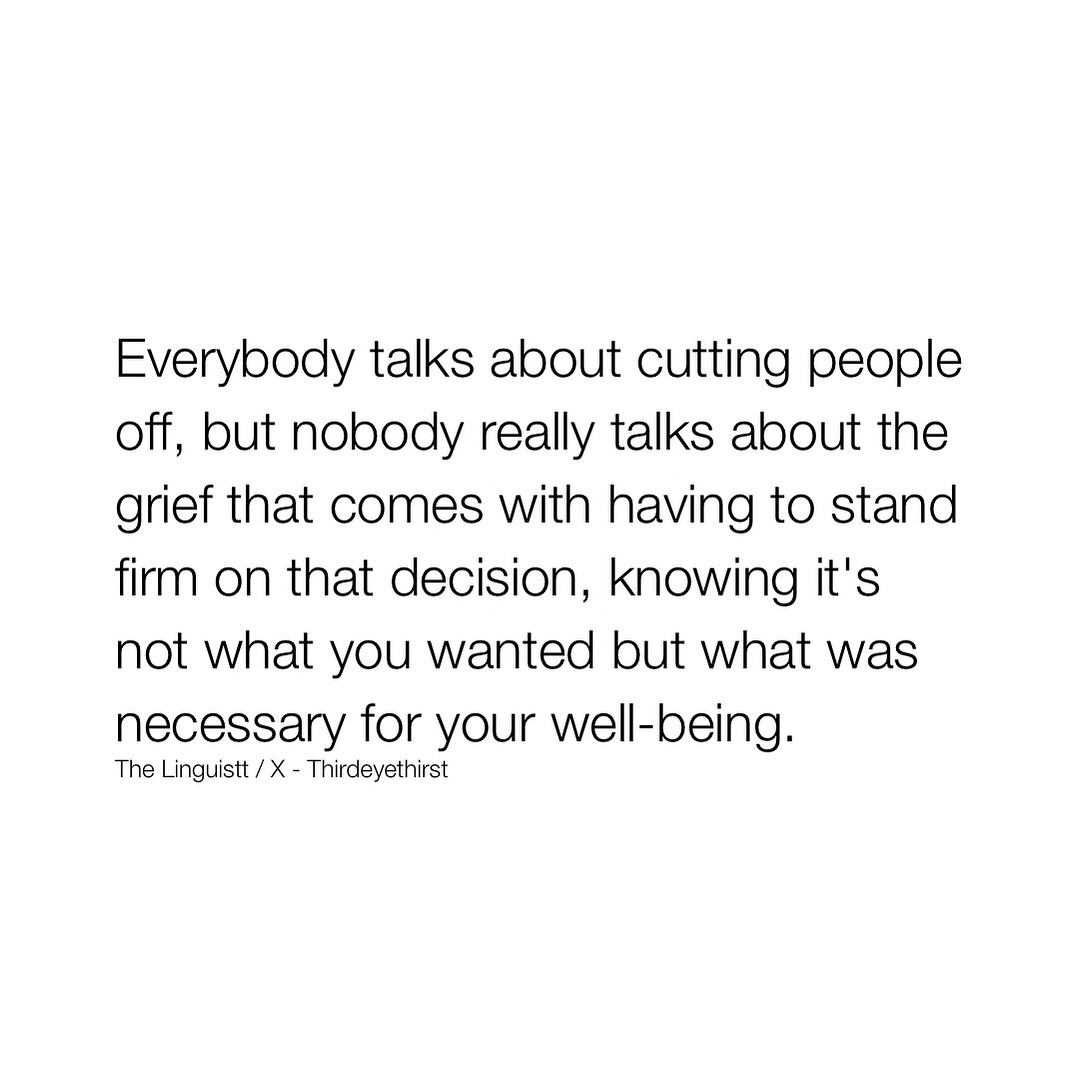 Everybody talks about cutting people
off, but nobody really talks about the
grief that comes with having to stand
firm on that decision, knowing it's
not what you wanted but what was
necessary for your well-being.
The Linguistt / X - Thirdeyethirst